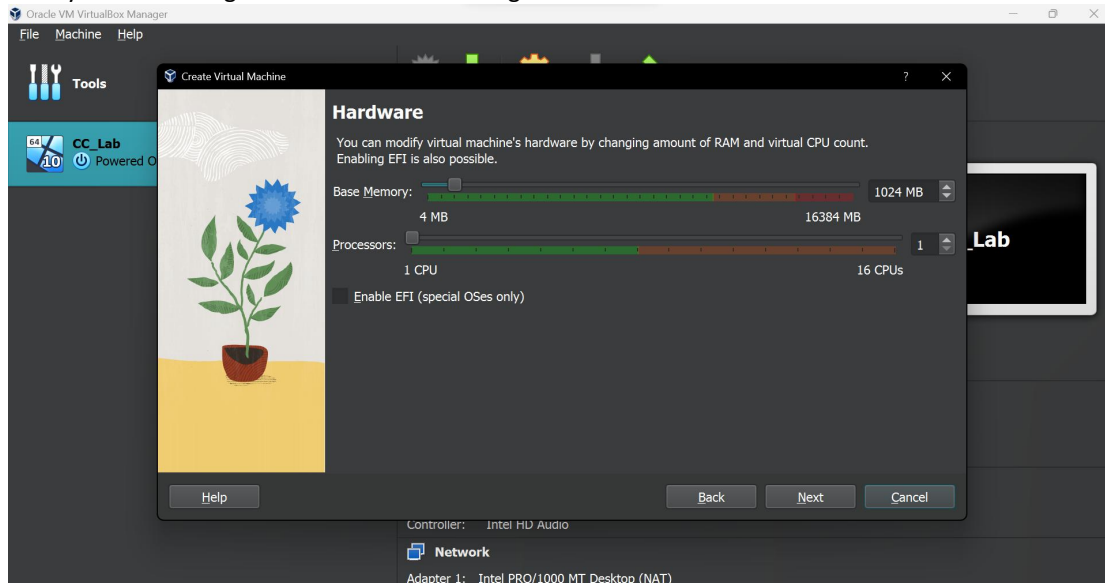 Oracle VM VirtualBox Manager
File Machine Help
Tools
Create Virtual Machine
? 
Hardware
You can modify virtual machine's hardware by changing amount of RAM and virtual CPU count.
Enabling EFI is also possible.
64
10
CC_Lab
Powered O
Base Memory: 1024 MB
4 MB 16384 MB
Processors: 1
1 CPU 16 CPUs
_Lab
Enable EFI (special OSes only)
Help Back Next Cancel
Controller: Intel HD Audio
Network
Adapter 1: Intel PRO/1000 MT Desktop (NAT)